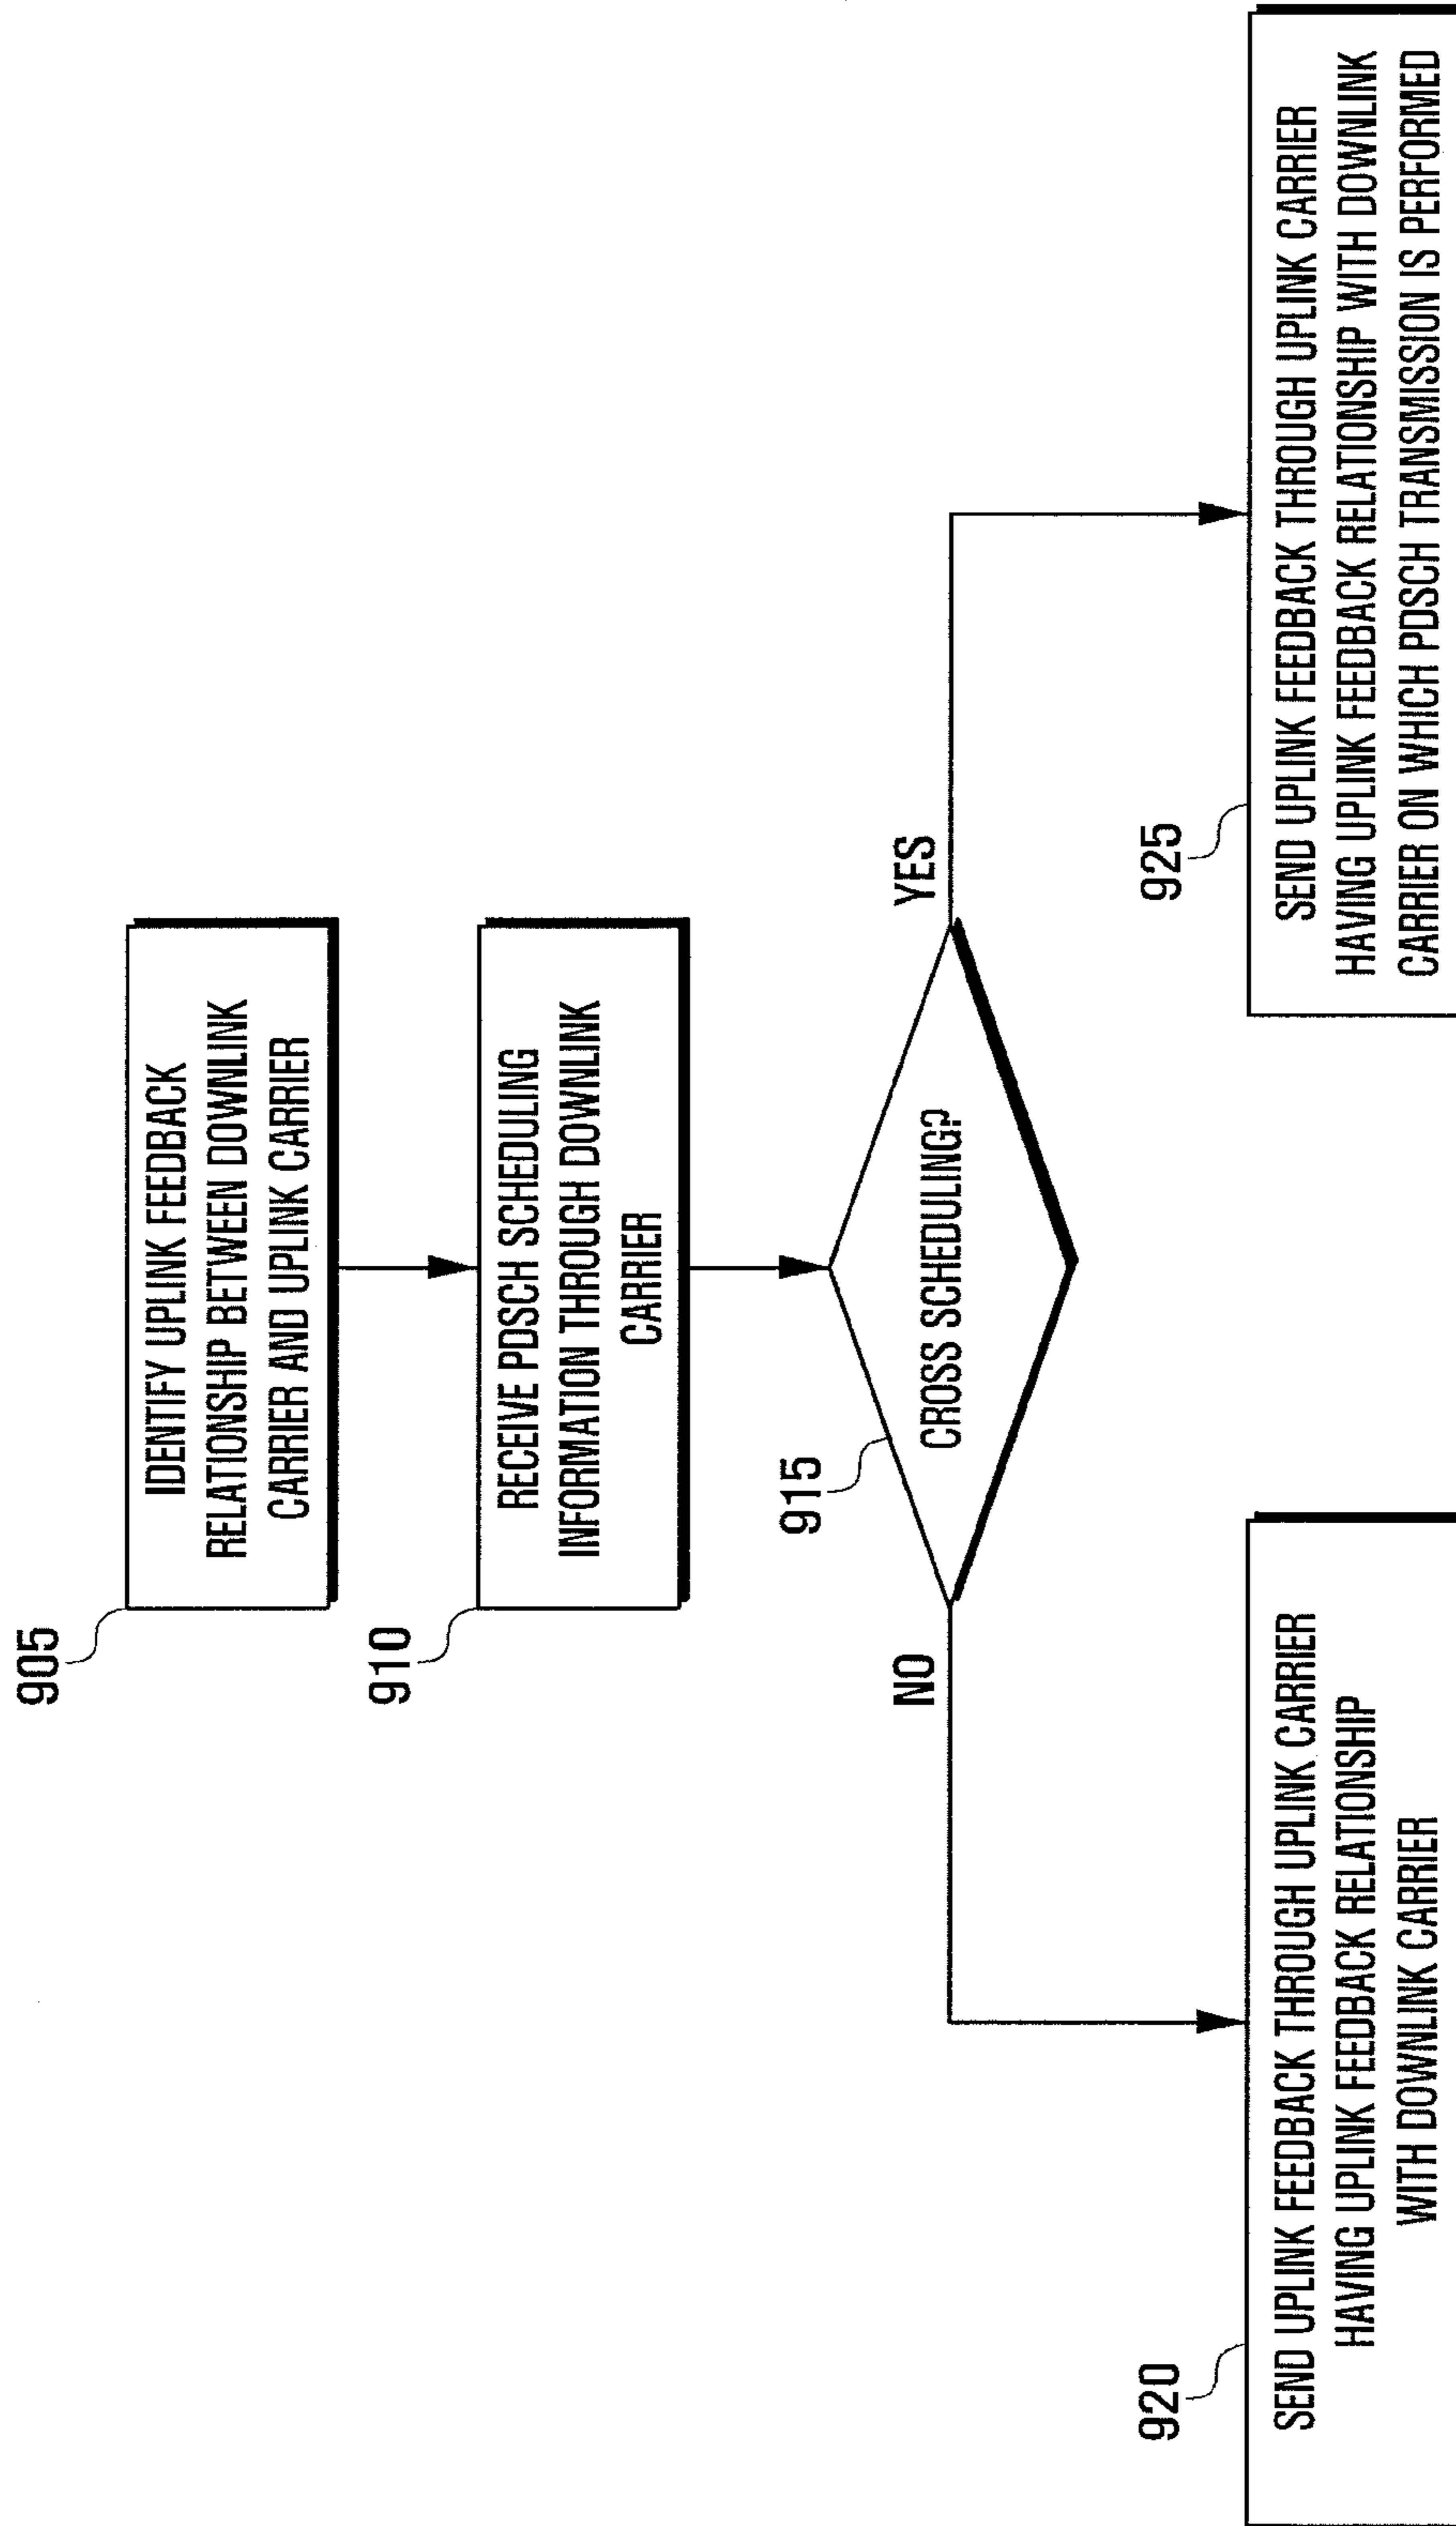 905
IDENTIFY UPLINK FEEDBACK
RELATIONSHIP BETWEEN DOWNLINK
CARRIER AND UPLINK CARRIER
910
RECEIVE PDSCH SCHEDULING
INFORMATION THROUGH DOWNLINK
CARRIER
915
CROSS SCHEDULING?
NO
YES
920
SEND UPLINK FEEDBACK THROUGH UPLINK CARRIER
HAVING UPLINK FEEDBACK RELATIONSHIP
WITH DOWNLINK CARRIER
925
SEND UPLINK FEEDBACK THROUGH UPLINK CARRIER
HAVING UPLINK FEEDBACK RELATIONSHIP WITH DOWNLINK
CARRIER ON WHICH PDSCH TRANSMISSION IS PERFORMED